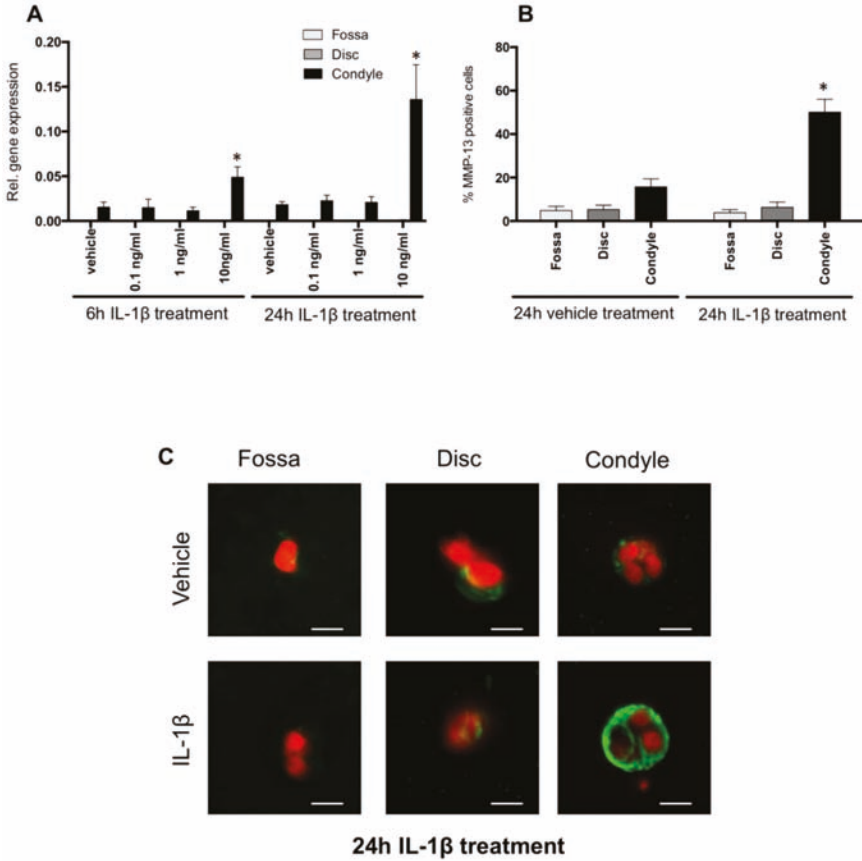 A
Rel. gene expression
0.20
0.15
0.10
0.05
0.00
Fossa
Disc
Condyle
*
*
vehicle
0.1 ng/ml
1 ng/ml
10ng/ml
vehicle
0.1 ng/ml
1 ng/ml
10 ng/ml
6h IL-1β treatment
24h IL-1β treatment
B
% MMP-13 positive cells
80
60
40
20
0
*
Fossa
Disc
Condyle
Fossa
Disc
Condyle
24h vehicle treatment
24h IL-1β treatment
C
Fossa
Disc
Condyle
Vehicle
IL-1β
24h IL-1β treatment